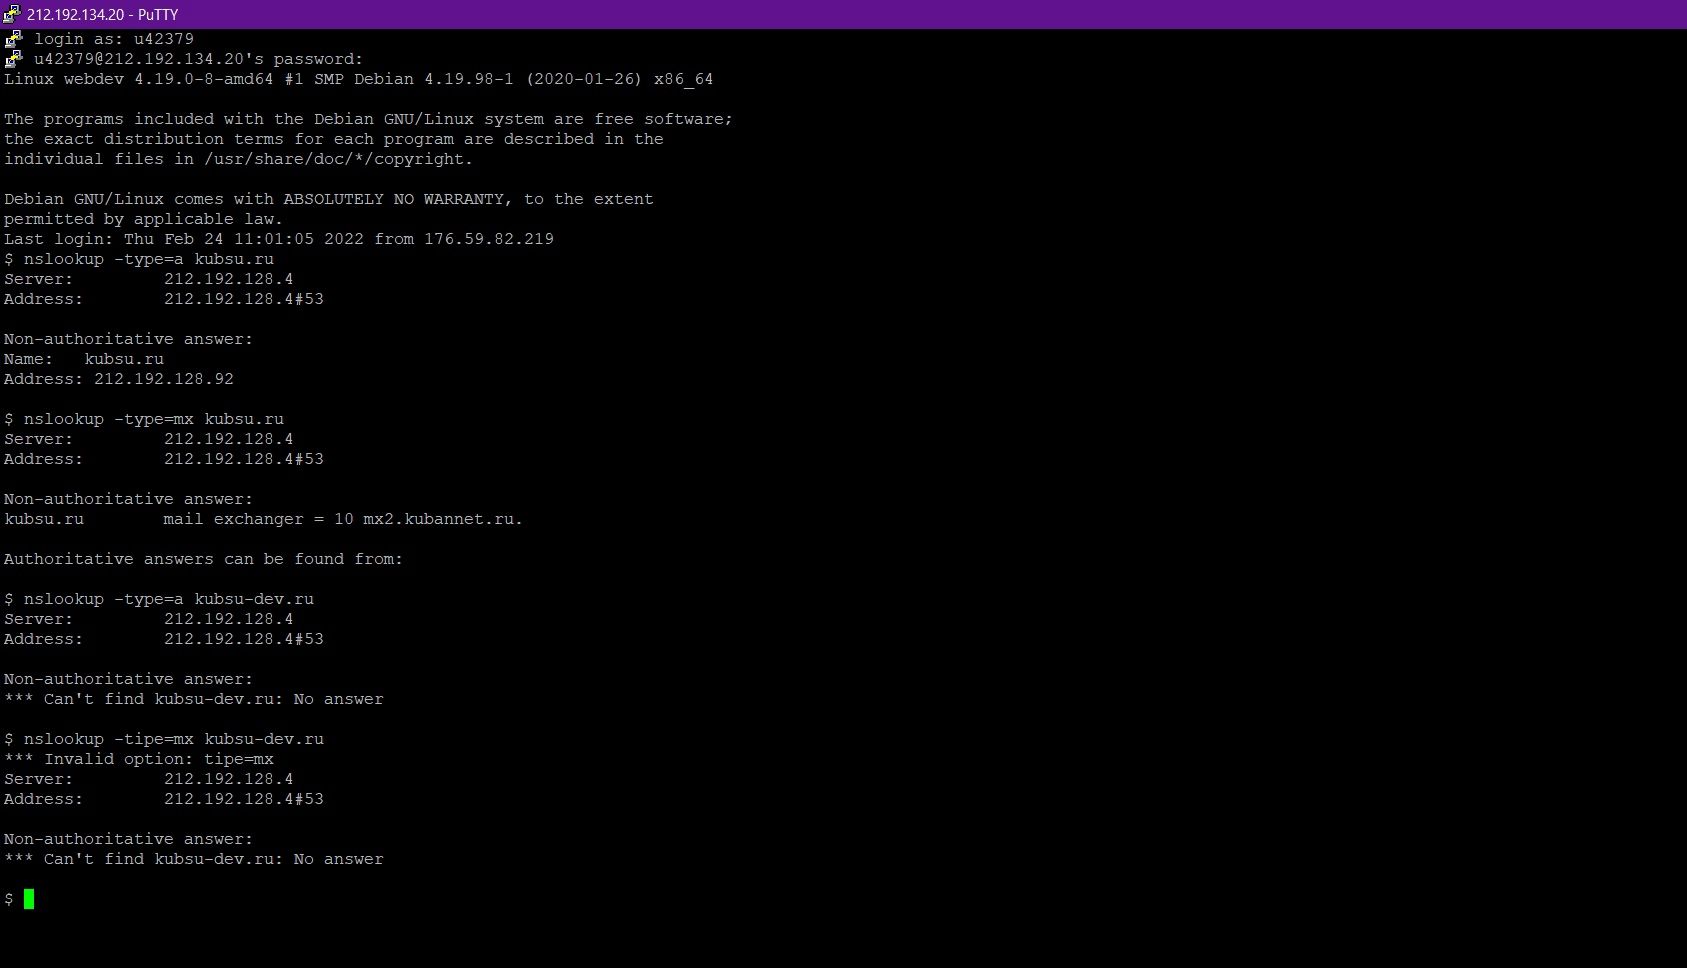 212.192.134.20 - PuTTY
login as: u42379
u42379@212.192.134.20's password:
Linux webdev 4.19.0-8-amd64 #1 SMP Debian 4.19.98-1 (2020-01-26) x86_64
The programs included with the Debian GNU/Linux system are free software;
the exact distribution terms for each program are described in the
individual files in /usr/share/doc/*/copyright.
Debian GNU/Linux comes with ABSOLUTELY NO WARRANTY, to the extent
permitted by applicable law.
Last login: Thu Feb 24 11:01:05 2022 from 176.59.82.219
$ nslookup -type=a kubsu.ru
Server:         212.192.128.4
Address:        212.192.128.4#53
Non-authoritative answer:
Name:   kubsu.ru
Address: 212.192.128.92
$ nslookup -type=mx kubsu.ru
Server:         212.192.128.4
Address:        212.192.128.4#53
Non-authoritative answer:
kubsu.ru        mail exchanger = 10 mx2.kubannet.ru.
Authoritative answers can be found from:
$ nslookup -type=a kubsu-dev.ru
Server:         212.192.128.4
Address:        212.192.128.4#53
Non-authoritative answer:
*** Can't find kubsu-dev.ru: No answer
$ nslookup -tipe=mx kubsu-dev.ru
*** Invalid option: tipe=mx
Server:         212.192.128.4
Address:        212.192.128.4#53
Non-authoritative answer:
*** Can't find kubsu-dev.ru: No answer
$